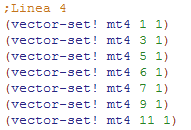 ;Linea 4
(vector-set! mt4 1 1)
(vector-set! mt4 3 1)
(vector-set! mt4 5 1)
(vector-set! mt4 6 1)
(vector-set! mt4 7 1)
(vector-set! mt4 9 1)
(vector-set! mt4 11 1)